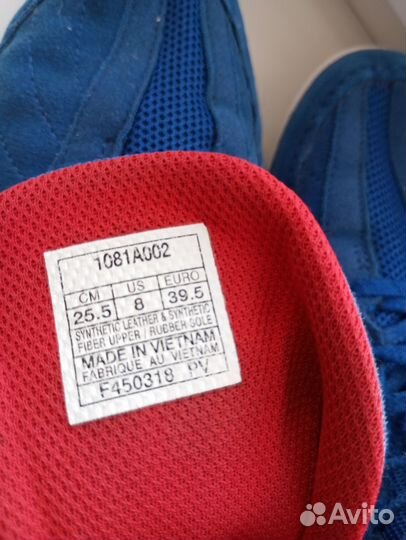 1081A002
CM US EURO
25.5 8 39.5
SYNTHETIC LEATHER & SYNTHETIC
FIBER UPPER RUBBER SOLE
MADE IN VIETNAM
FABRIQUE AU VIETNAM
F450318 PV
Avito